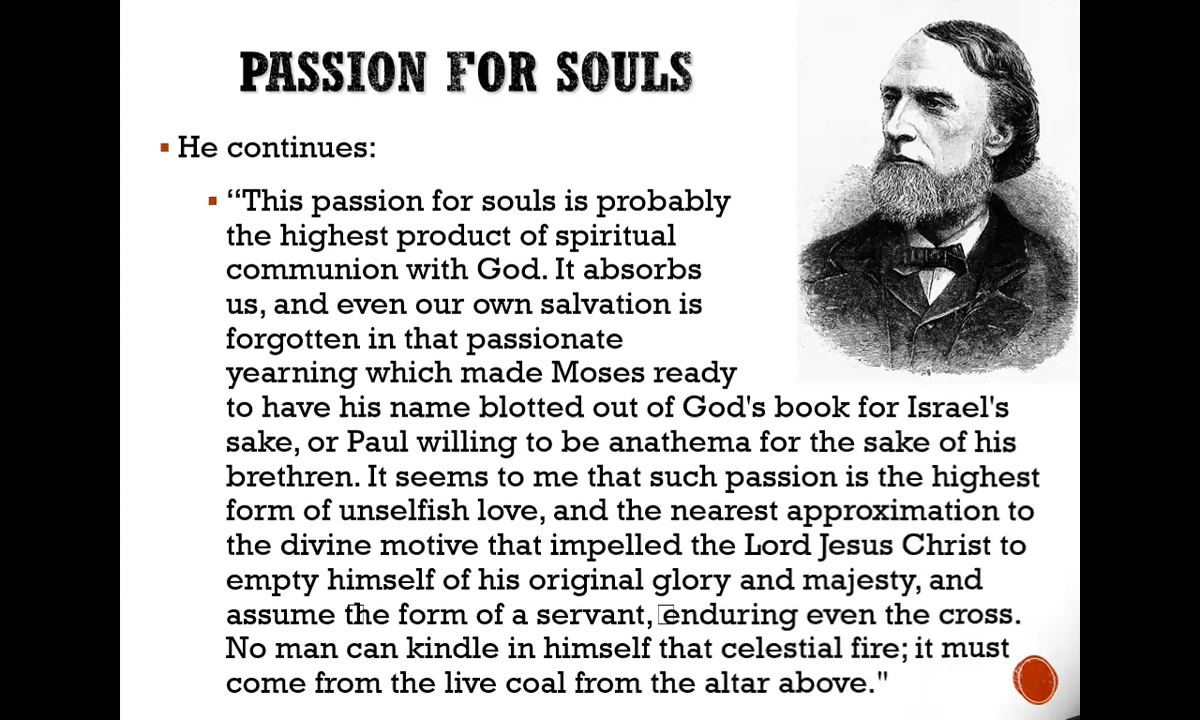 PASSION FOR SOULS
He continues:
“This passion for souls is probably
the highest product of spiritual
communion with God. It absorbs
us, and even our own salvation is
forgotten in that passionate
yearning which made Moses ready
to have his name blotted out of God's book for Israel's
sake, or Paul willing to be anathema for the sake of his
brethren. It seems to me that such passion is the highest
form of unselfish love, and the nearest approximation to
the divine motive that impelled the Lord Jesus Christ to
empty himself of his original glory and majesty, and
assume the form of a servant, enduring even the cross.
No man can kindle in himself that celestial fire; it must
come from the live coal from the altar above."